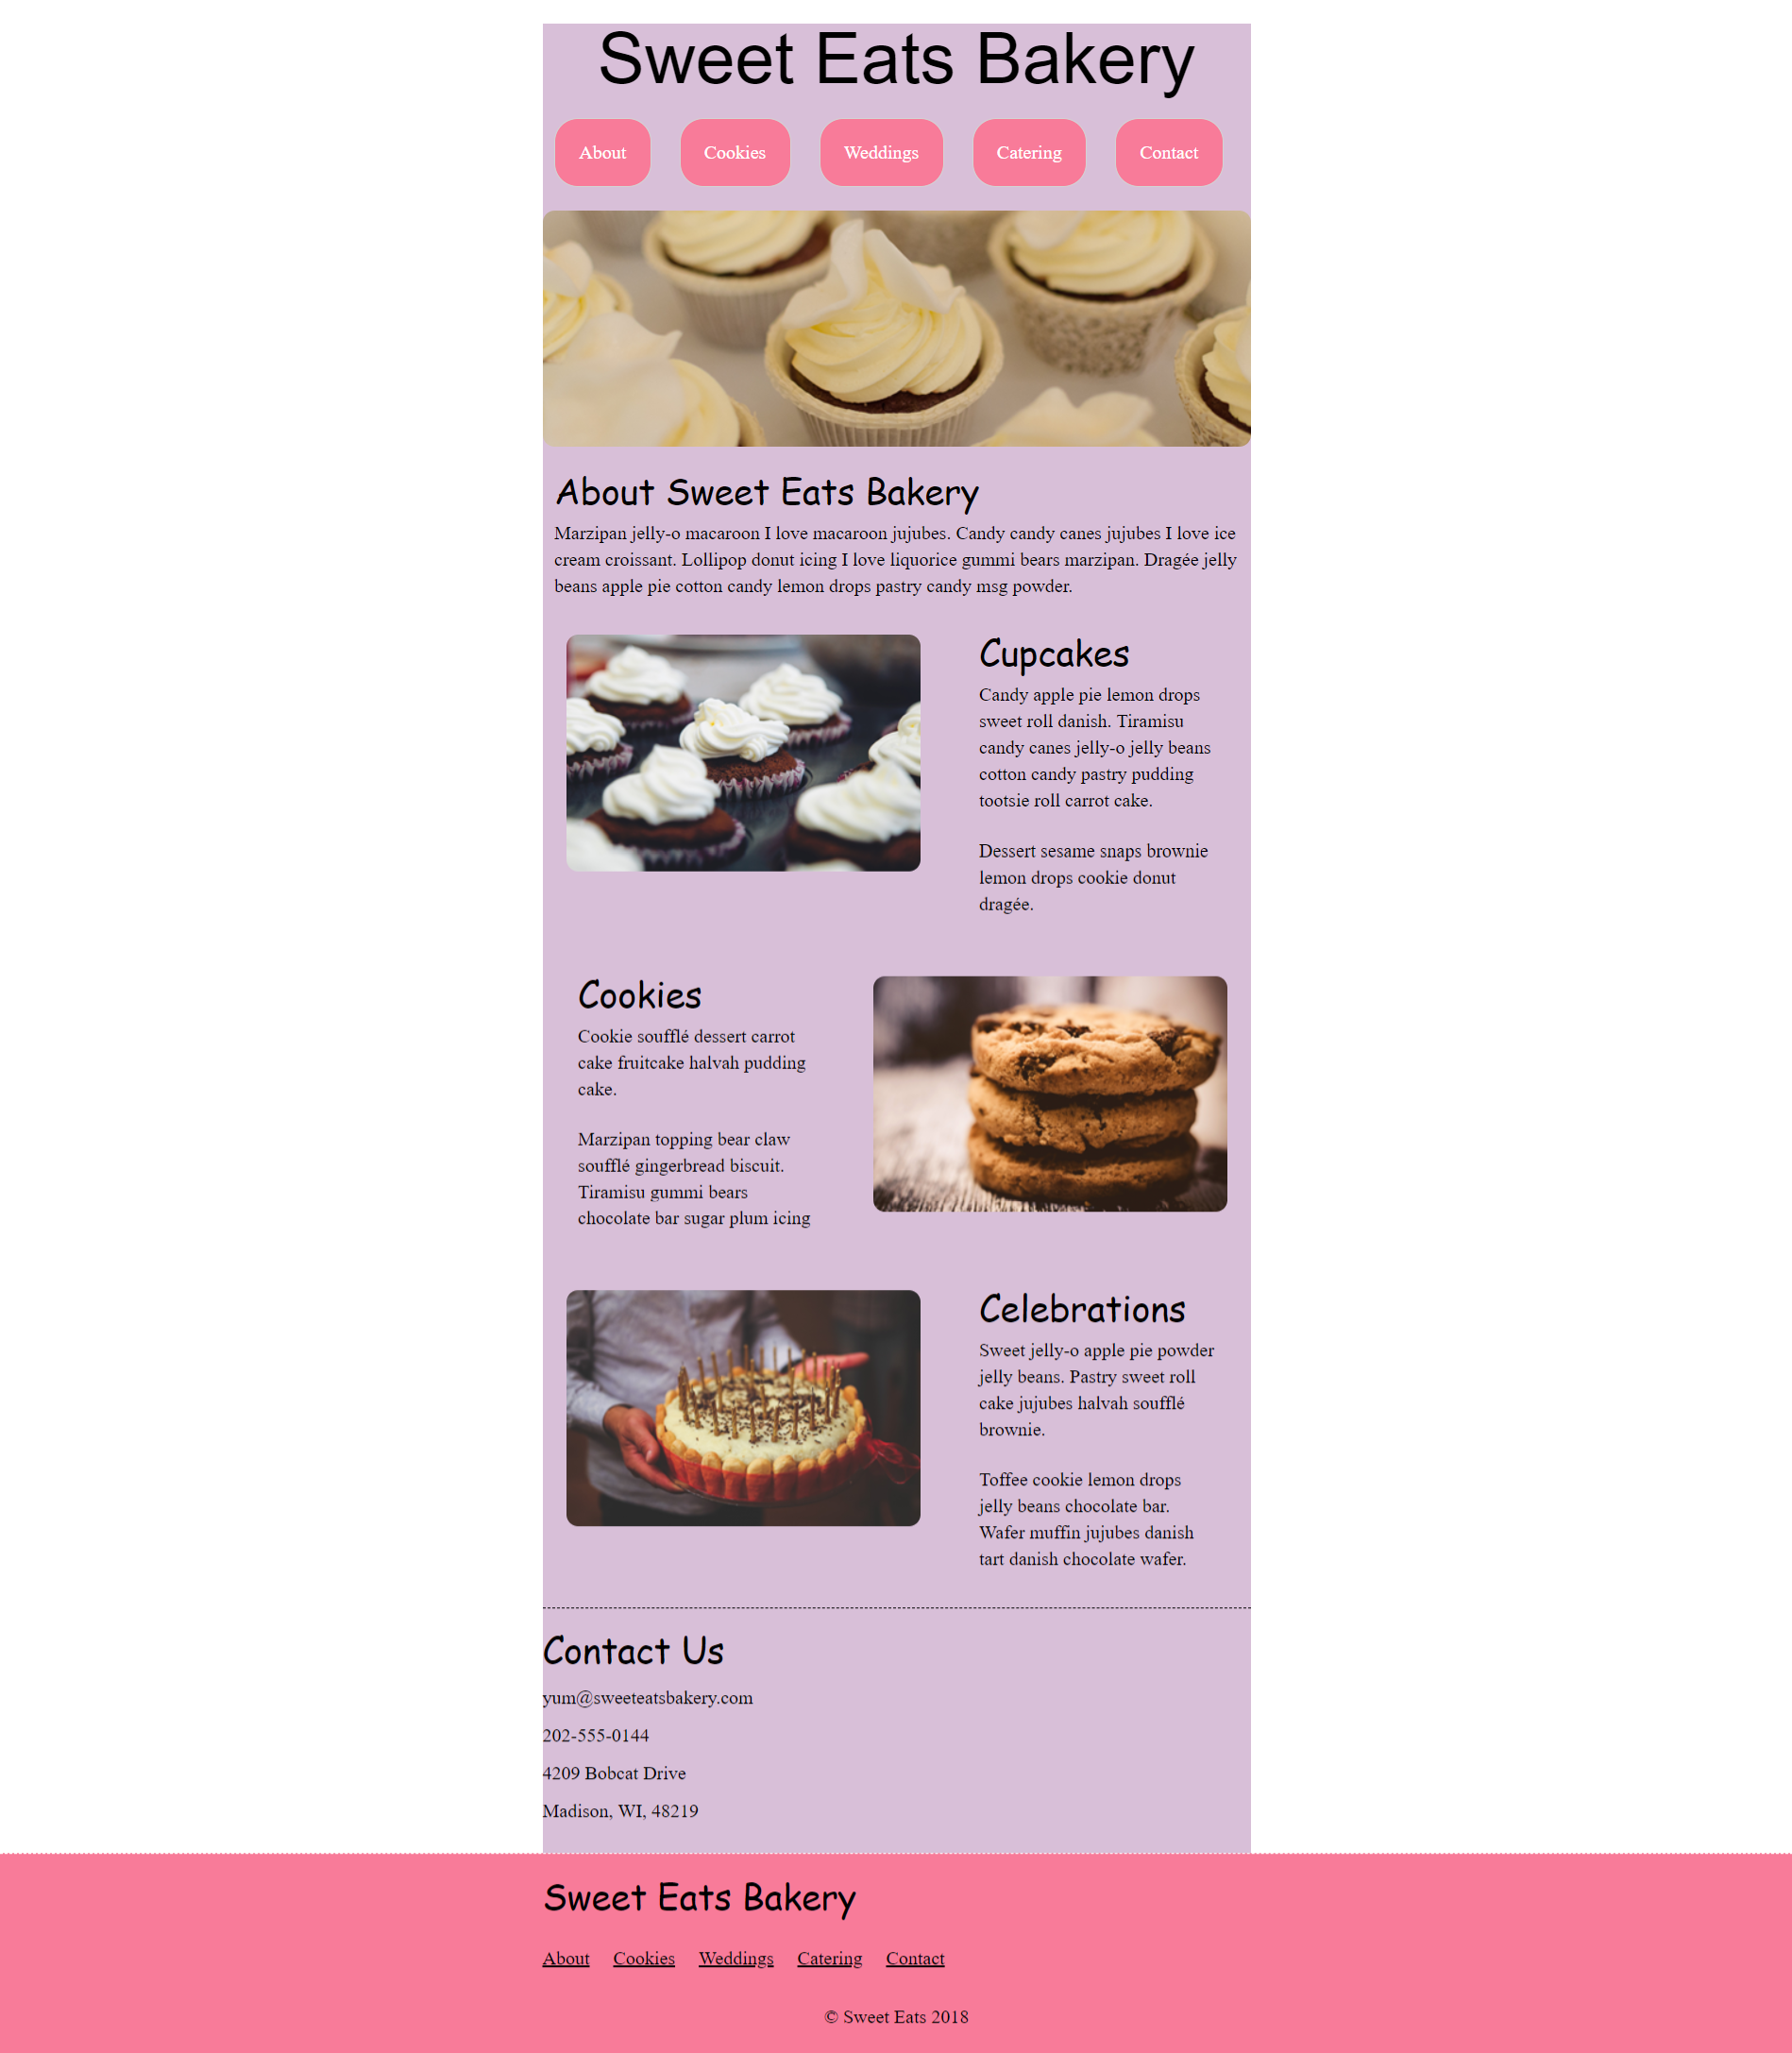 Sweet Eats Bakery
About Cookies Weddings Catering Contact
About Sweet Eats Bakery
Marzipan jelly-o macaroon I love macaroon jujubes. Candy candy canes jujubes I love ice
cream croissant. Lollipop donut icing I love liquorice gummi bears marzipan. Dragée jelly
beans apple pie cotton candy lemon drops pastry candy msg powder.
Cupcakes
Candy apple pie lemon drops
sweet roll danish. Tiramisu
candy canes jelly-o jelly beans
cotton candy pastry pudding
tootsie roll carrot cake.
Dessert sesame snaps brownie
lemon drops cookie donut
dragée.
Cookies
Cookie soufflé dessert carrot
cake fruitcake halvah pudding
cake.
Marzipan topping bear claw
soufflé gingerbread biscuit.
Tiramisu gummi bears
chocolate bar sugar plum icing
Celebrations
Sweet jelly-o apple pie powder
jelly beans. Pastry sweet roll
cake jujubes halvah soufflé
brownie.
Toffee cookie lemon drops
jelly beans chocolate bar.
Wafer muffin jujubes danish
tart danish chocolate wafer.
Contact Us
yum@sweeteatsbakery.com
202-555-0144
4209 Bobcat Drive
Madison, WI, 48219
Sweet Eats Bakery
About Cookies Weddings Catering Contact
© Sweet Eats 2018